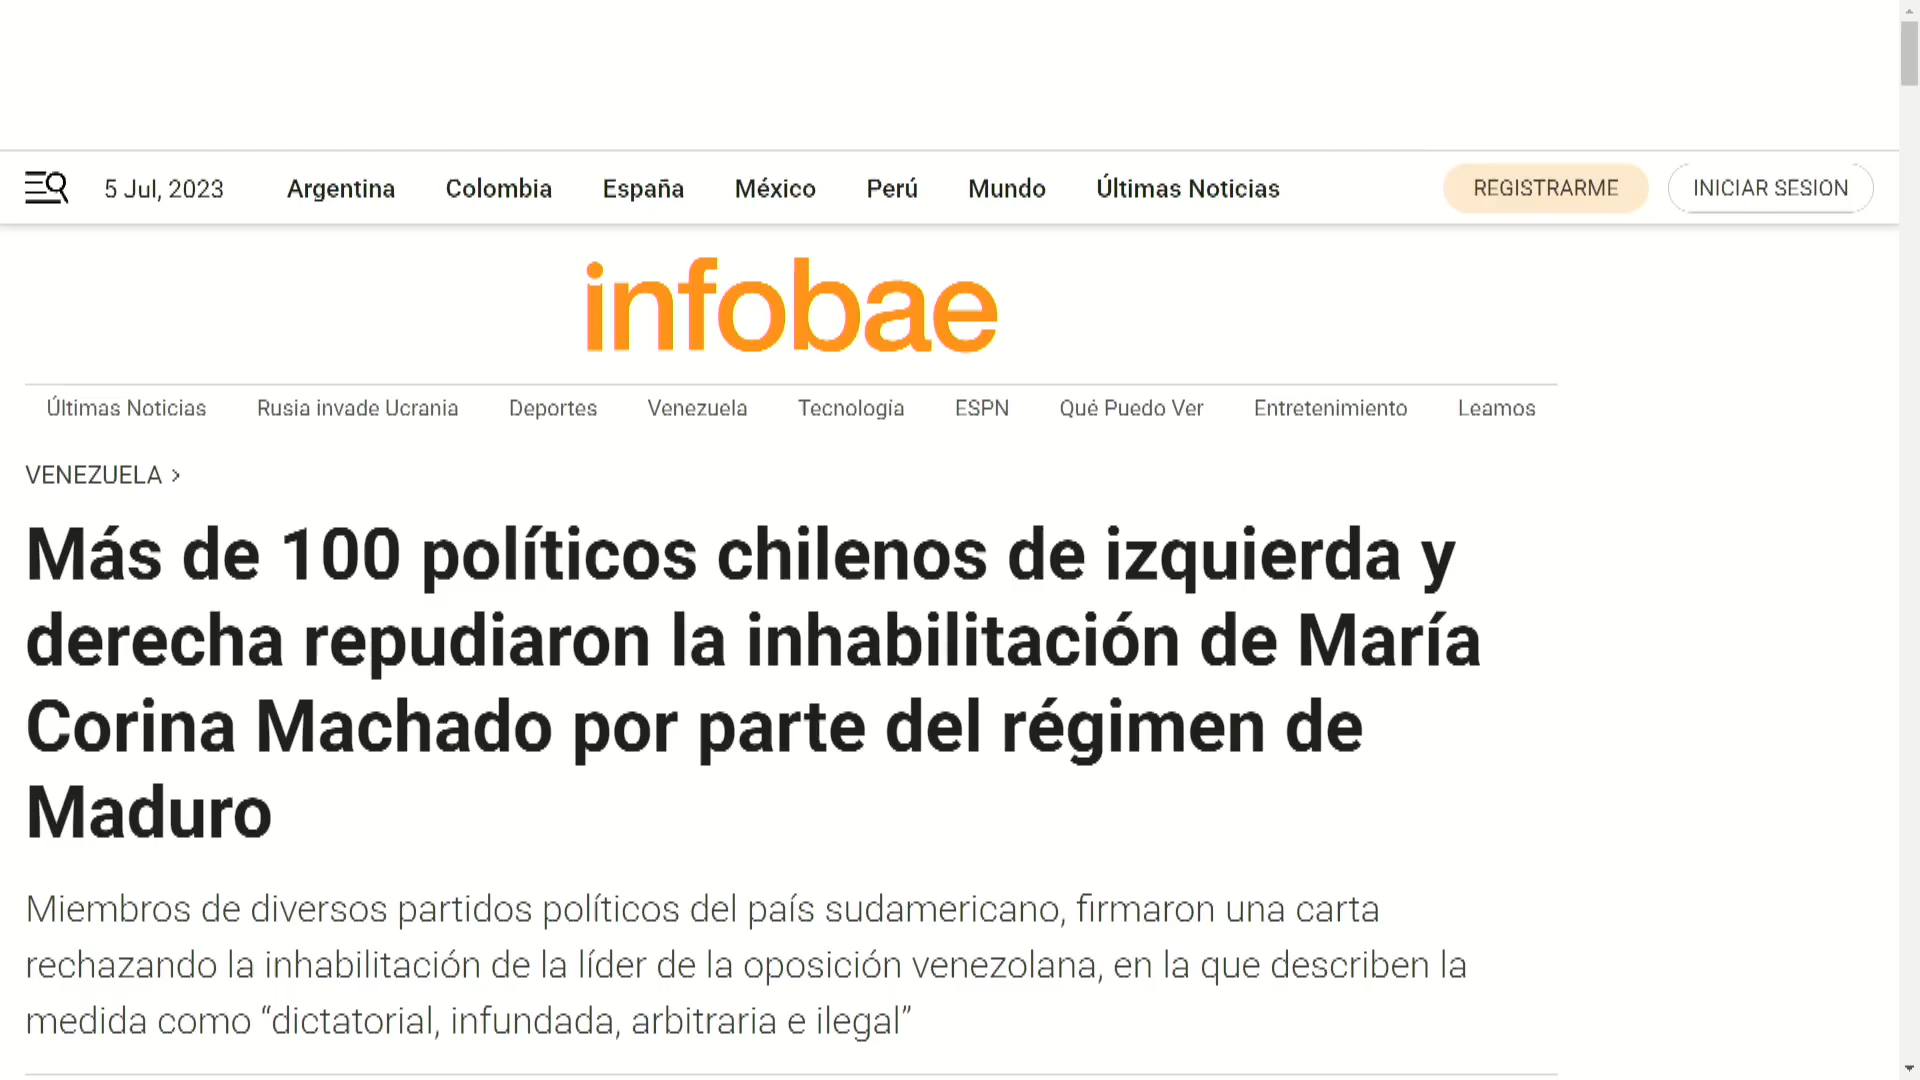 5 Jul, 2023 Argentina Colombia España México Perú Mundo Últimas Noticias REGISTRARME INICIAR SESION
infobae
Últimas Noticias Rusia invade Ucrania Deportes Venezuela Tecnología ESPN Qué Puedo Ver Entretenimiento Leamos
VENEZUELA >
Más de 100 políticos chilenos de izquierda y
derecha repudiaron la inhabilitación de María
Corina Machado por parte del régimen de
Maduro
Miembros de diversos partidos políticos del país sudamericano, firmaron una carta
rechazando la inhabilitación de la líder de la oposición venezolana, en la que describen la
medida como “dictatorial, infundada, arbitraria e ilegal”